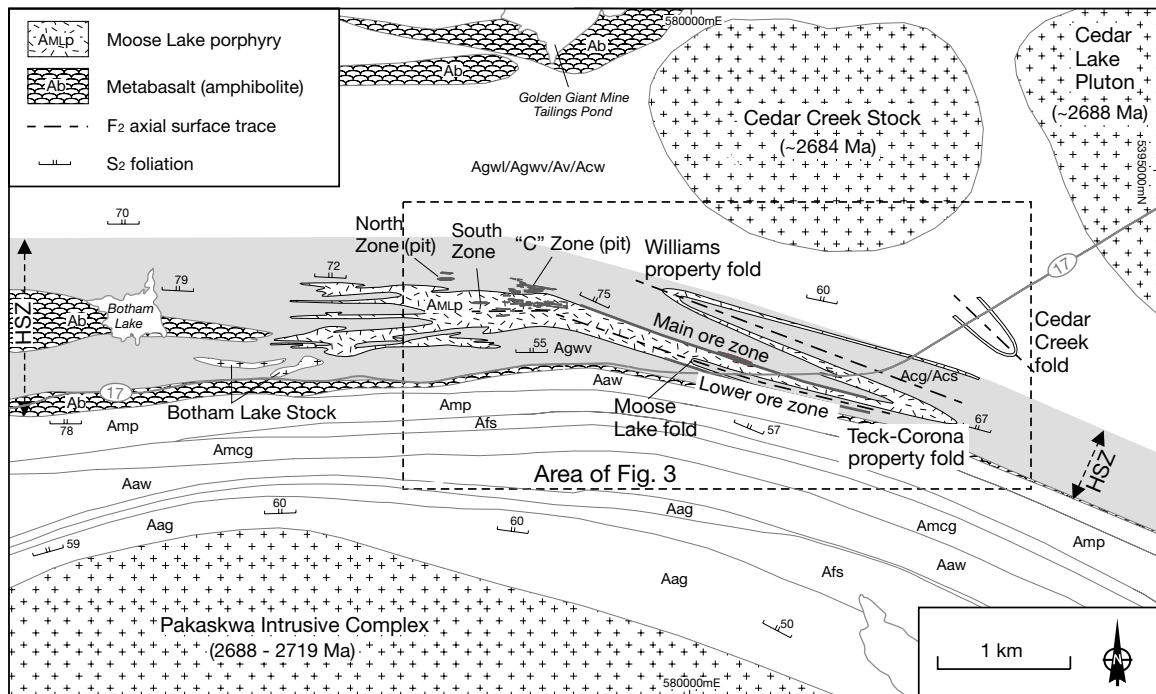 AMLp
Moose Lake porphyry
Ab
Metabasalt (amphibolite)
F2 axial surface trace
S2 foliation
580000mE
Ab
Ab
Golden Giant Mine
Tailings Pond
Cedar Creek Stock
(~2684 Ma)
Cedar
Lake
Pluton
(~2688 Ma)
5395000mN
Agwl/Agwv/Av/Acw
70
North
Zone (pit)
South
Zone
"C" Zone (pit)
Williams
property fold
17
72
79
75
60
HSZ
Ab
Botham
Lake
AMLp
Main ore zone
Cedar
Creek
fold
55
Agwv
Acg/Acs
17
Ab
Botham Lake Stock
Aaw
Lower ore zone
Moose
Lake fold
78
Amp
Amp
Afs
57
67
Teck-Corona
property fold
Amcg
Area of Fig. 3
HSZ
Aaw
60
60
Aag
Amcg
Amp
59
Aag
Aag
Afs
Aaw
50
Pakaskwa Intrusive Complex
(2688 - 2719 Ma)
1 km
N
580000mE